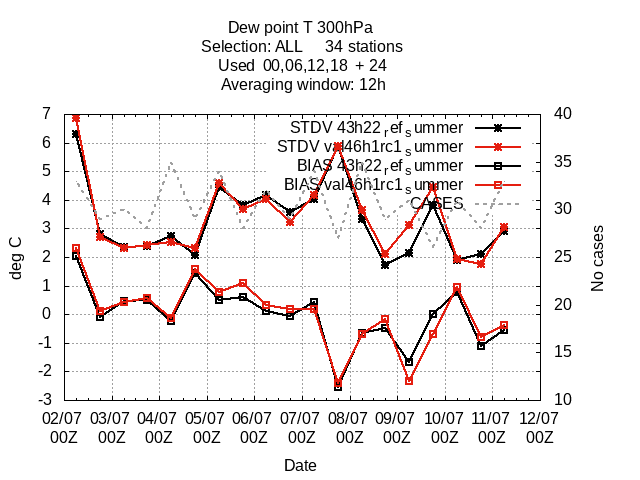 Dew point T 300hPa
Selection: ALL 34 stations
Used 00,06,12,18 + 24
Averaging window: 12h
STDV 43h22_ref_summer
STDV val46h1rc1_summer
BIAS 43h22_ref_summer
BIAS val46h1rc1_summer
CASES
7
6
5
4
3
2
1
0
-1
-2
-3
deg C
40
35
30
25
20
15
10
No cases
02/07 03/07 04/07 05/07 06/07 07/07 08/07 09/07 10/07 11/07 12/07
00Z 00Z 00Z 00Z 00Z 00Z 00Z 00Z 00Z 00Z 00Z
Date